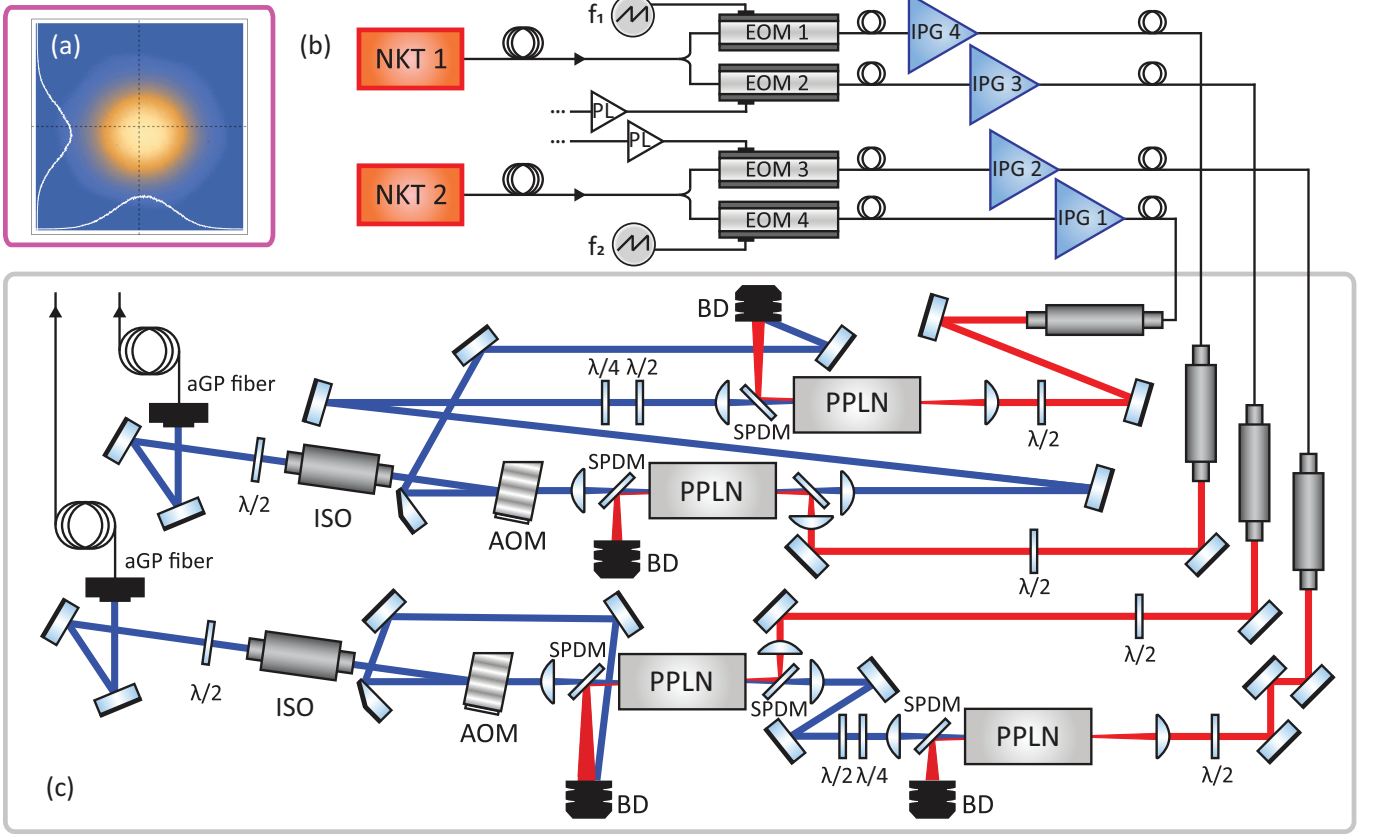 (a)
(b)
f₁
NKT 1
EOM 1
IPG 4
EOM 2
IPG 3
... PL
... PL
NKT 2
EOM 3
IPG 2
EOM 4
IPG 1
f₂
BD
λ/4 λ/2
PPLN
SPDM
λ/2
aGP fiber
λ/2
ISO
AOM
SPDM
PPLN
BD
λ/2
aGP fiber
λ/2
ISO
AOM
SPDM
PPLN
SPDM
λ/2
BD
λ/2 λ/4
SPDM
PPLN
λ/2
BD
(c)